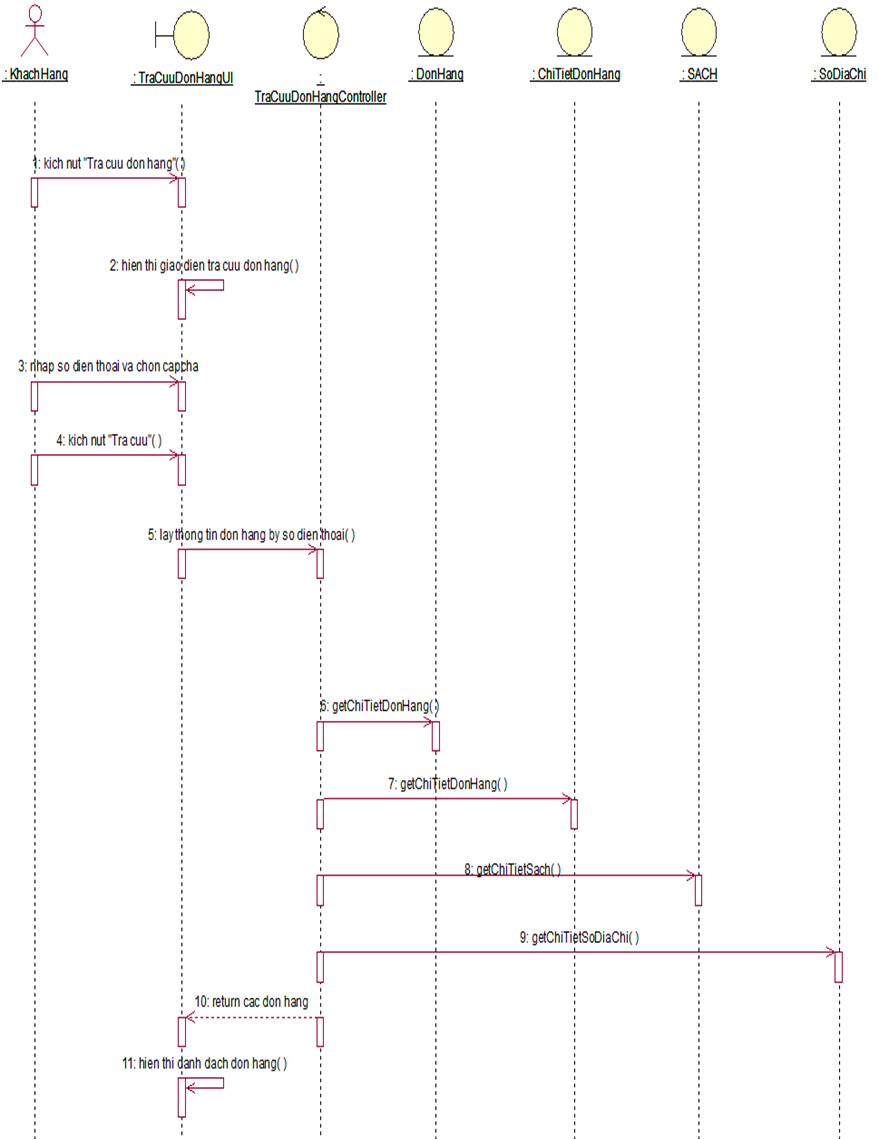 : KhachHang
: TraCuuDonHangUI
:
TraCuuDonHangController
: DonHang
: ChiTietDonHang
: SACH
: SoDiaChi
1: kich nut "Tra cuu don hang"( )
2: hien thi giao dien tra cuu don hang( )
3: nhap so dien thoai va chon capcha
4: kich nut "Tra cuu"( )
5: lay thong tin don hang by so dien thoai( )
6: getChiTietDonHang( )
7: getChiTietDonHang( )
8: getChiTietSach( )
9: getChiTietSoDiaChi( )
10: return cac don hang
11: hien thi danh dach don hang( )